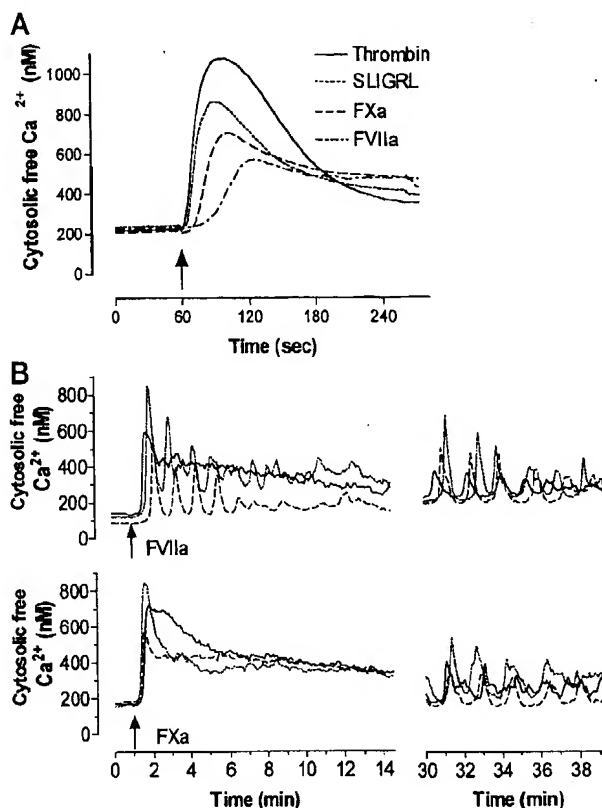 A
Cytosolic free Ca 2+ (nM)
1000
800
600
400
200
0
Thrombin
SLIGRL
FXa
FVIIa
0 60 120 180 240
Time (sec)
B
Cytosolic free
Ca2+ (nM)
800
600
400
200
0
FVIIa
Cytosolic free
Ca2+ (nM)
800
600
400
200
0
FXa
0 2 4 6 8 10 12 14
Time (min)
30 32 34 36 38
Time (min)